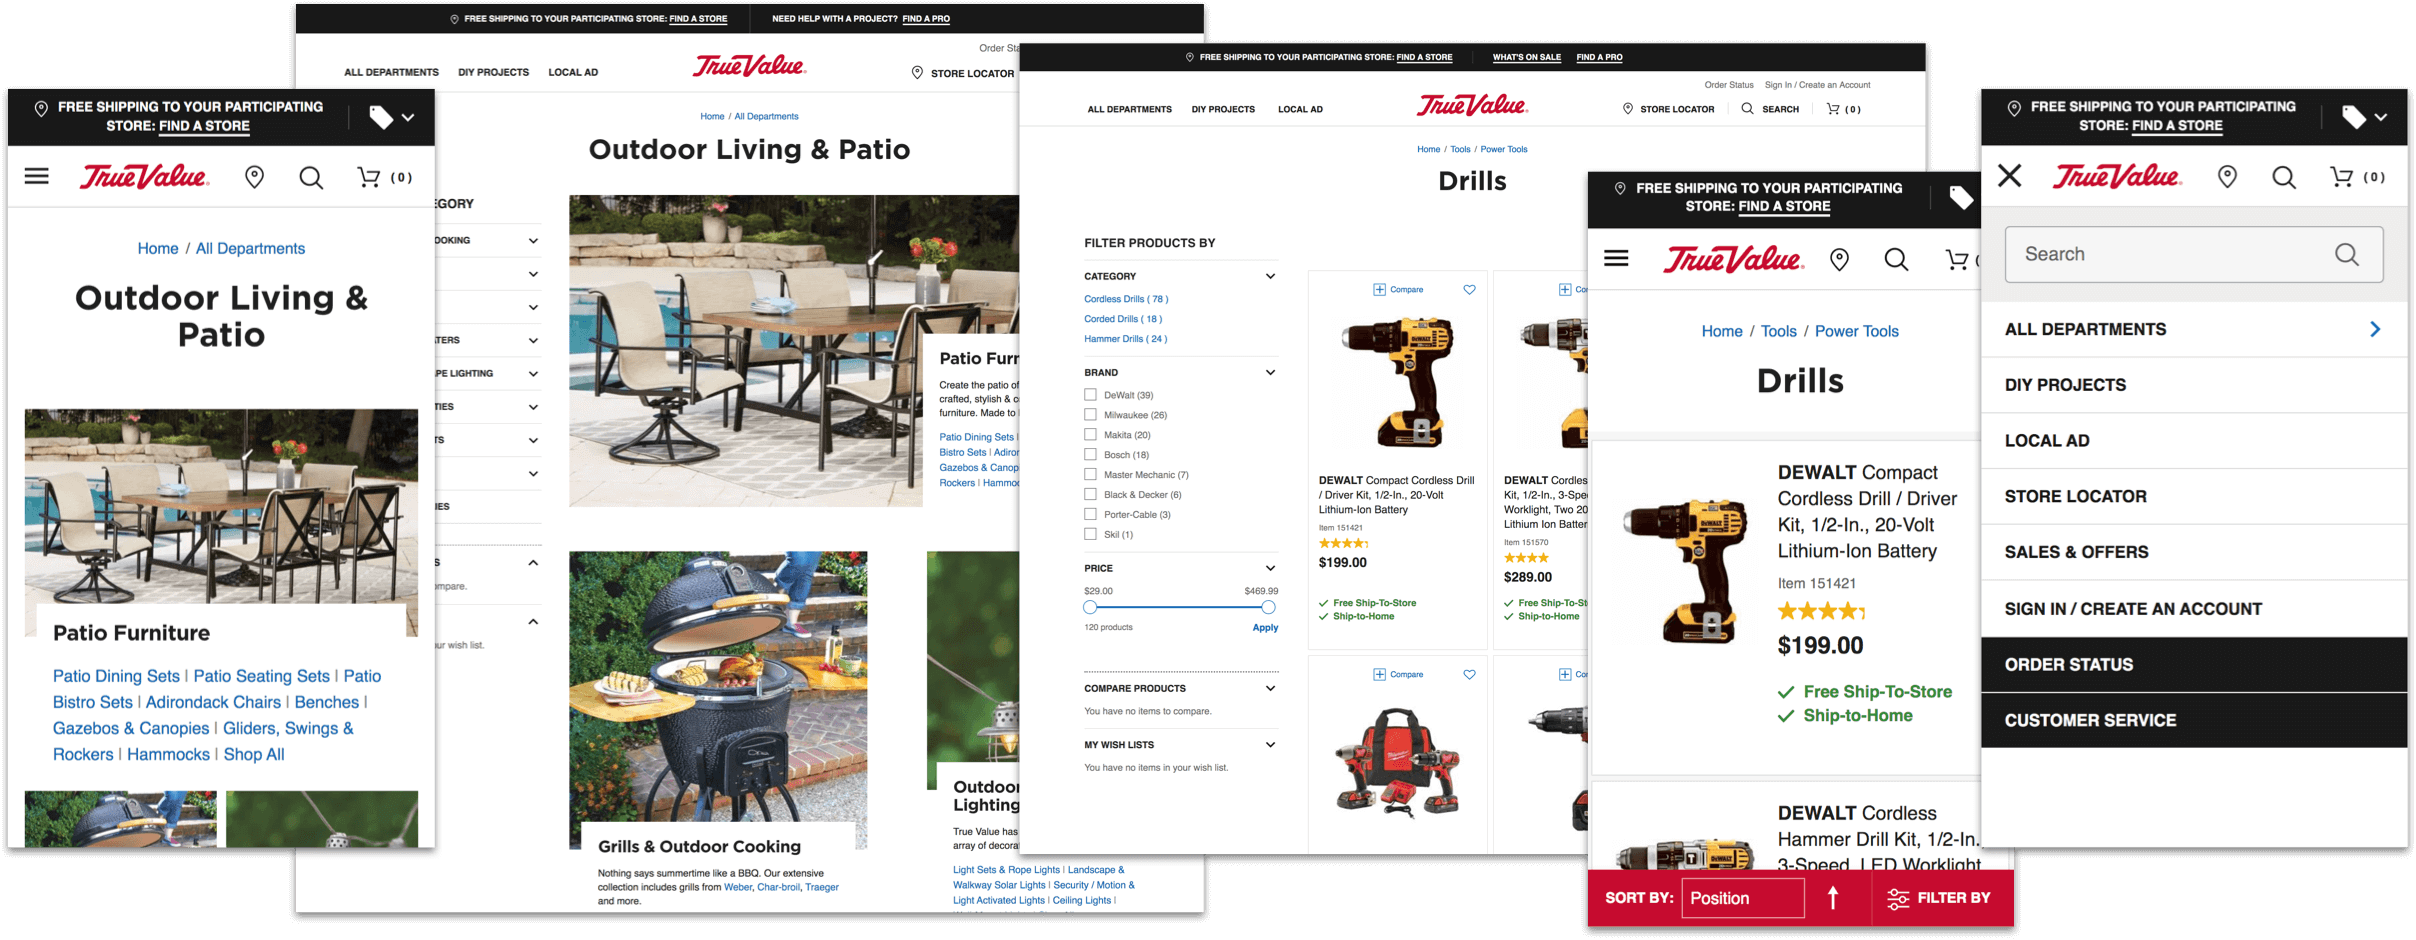 FREE SHIPPING TO YOUR PARTICIPATING
STORE: FIND A STORE
TrueValue.
(0)
Home / All Departments
Outdoor Living &
Patio
Patio Furniture
Patio Dining Sets | Patio Seating Sets | Patio
Bistro Sets | Adirondack Chairs | Benches |
Gazebos & Canopies | Gliders, Swings &
Rockers | Hammocks | Shop All
FREE SHIPPING TO YOUR PARTICIPATING STORE: FIND A STORE
NEED HELP WITH A PROJECT? FIND A PRO
Order Sta
ALL DEPARTMENTS
DIY PROJECTS
LOCAL AD
TrueValue.
STORE LOCATOR
Home / All Departments
Outdoor Living & Patio
GORY
OOKING
TERS
PE LIGHTING
TIES
TS
IES
S
ompare.
ur wish list.
Patio Furn
Create the patio of
crafted, stylish & c
furniture. Made to
Patio Dining Sets |
Bistro Sets | Adiron
Gazebos & Canop
Rockers | Hammoc
Grills & Outdoor Cooking
Nothing says summertime like a BBQ. Our extensive
collection includes grills from Weber, Char-broil, Traeger
and more.
Outdoor
Lighting
True Value has
array of decorat
Light Sets & Rope Lights | Landscape &
Walkway Solar Lights | Security / Motion &
Light Activated Lights | Ceiling Lights |
FREE SHIPPING TO YOUR PARTICIPATING STORE: FIND A STORE
WHAT'S ON SALE
FIND A PRO
Order Status
Sign In / Create an Account
ALL DEPARTMENTS
DIY PROJECTS
LOCAL AD
TrueValue.
STORE LOCATOR
SEARCH
(0)
Home / Tools / Power Tools
Drills
FILTER PRODUCTS BY
CATEGORY
Cordless Drills ( 78 )
Corded Drills ( 18 )
Hammer Drills ( 24 )
BRAND
DeWalt (39)
Milwaukee (26)
Makita (20)
Bosch (18)
Master Mechanic (7)
Black & Decker (6)
Porter-Cable (3)
Skil (1)
PRICE
$29.00
$469.99
120 products
Apply
COMPARE PRODUCTS
You have no items to compare.
MY WISH LISTS
You have no items in your wish list.
Compare
DEWALT
DEWALT Compact Cordless Drill
/ Driver Kit, 1/2-In., 20-Volt
Lithium-Ion Battery
Item 151421
$199.00
Free Ship-To-Store
Ship-to-Home
Compare
Co
DEWALT Cordles
Kit, 1/2-In., 3-Spe
Worklight, Two 20
Lithium Ion Batter
Item 151570
$289.00
Free Ship-To-St
Ship-to-Home
Co
FREE SHIPPING TO YOUR PARTICIPATING
STORE: FIND A STORE
TrueValue.
(
Home / Tools / Power Tools
Drills
DEWALT
DEWALT Compact
Cordless Drill / Driver
Kit, 1/2-In., 20-Volt
Lithium-Ion Battery
Item 151421
$199.00
Free Ship-To-Store
Ship-to-Home
DEWALT
DEWALT Cordless
Hammer Drill Kit, 1/2-In.
3-Speed, LED Worklight
SORT BY:
Position
FILTER BY
FREE SHIPPING TO YOUR PARTICIPATING
STORE: FIND A STORE
TrueValue.
(0)
Search
ALL DEPARTMENTS
DIY PROJECTS
LOCAL AD
STORE LOCATOR
SALES & OFFERS
SIGN IN / CREATE AN ACCOUNT
ORDER STATUS
CUSTOMER SERVICE